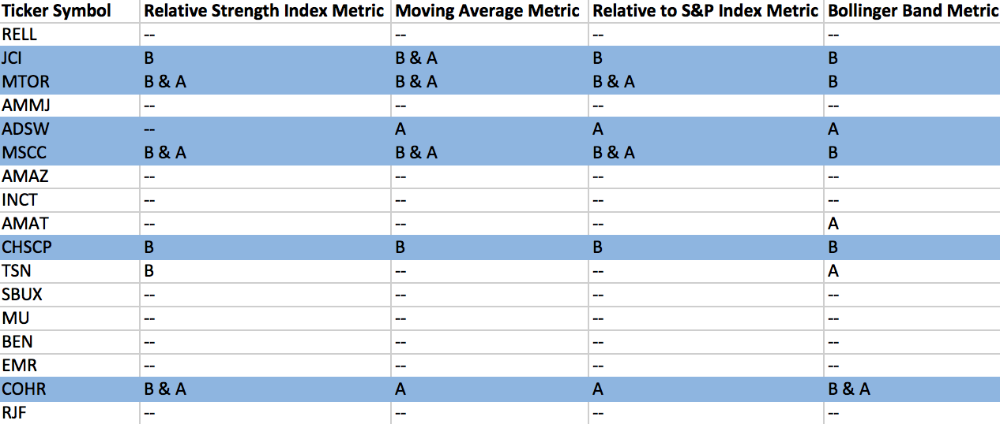 Ticker Symbol Relative Strength Index Metric Moving Average Metric Relative to S&P Index Metric Bollinger Band Metric
RELL -- -- -- --
JCI B B & A B B
MTOR B & A B & A B & A B
AMMJ -- -- -- --
ADSW -- A A A
MSCC B & A B & A B & A B
AMAZ -- -- -- --
INCT -- -- -- --
AMAT -- -- -- A
CHSCP B B B B
TSN B -- -- A
SBUX -- -- -- --
MU -- -- -- --
BEN -- -- -- --
EMR -- -- -- --
COHR B & A A A B & A
RJF -- -- -- --